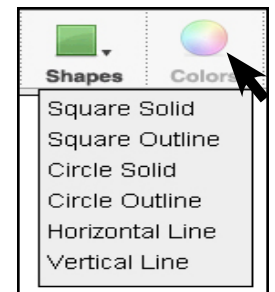 Shapes Colors
Square Solid
Square Outline
Circle Solid
Circle Outline
Horizontal Line
Vertical Line